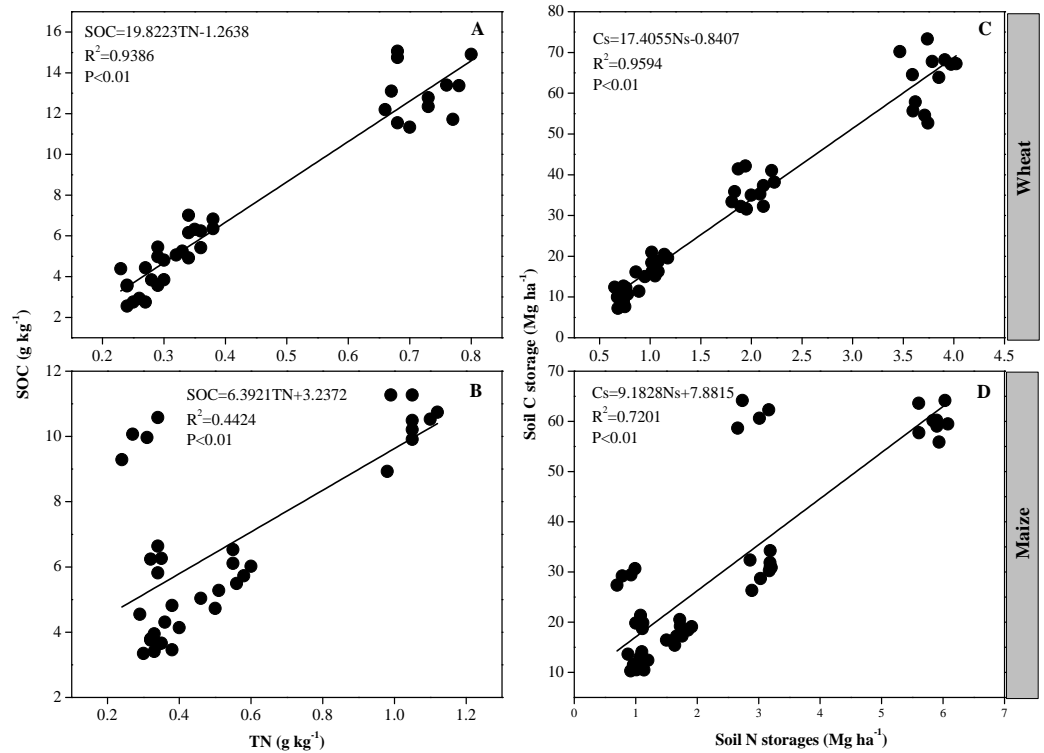 A
SOC=19.8223TN-1.2638
R²=0.9386
P<0.01
16
14
12
10
8
6
4
2
0.2 0.3 0.4 0.5 0.6 0.7 0.8
C
Cs=17.4055Ns-0.8407
R²=0.9594
P<0.01
80
70
60
50
40
30
20
10
0
0.5 1.0 1.5 2.0 2.5 3.0 3.5 4.0 4.5
Wheat
SOC (g kg⁻¹)
Soil C storage (Mg ha⁻¹)
B
SOC=6.3921TN+3.2372
R²=0.4424
P<0.01
12
10
8
6
4
2
0.2 0.4 0.6 0.8 1.0 1.2
TN (g kg⁻¹)
D
Cs=9.1828Ns+7.8815
R²=0.7201
P<0.01
70
60
50
40
30
20
10
0 1 2 3 4 5 6 7
Soil N storages (Mg ha⁻¹)
Maize